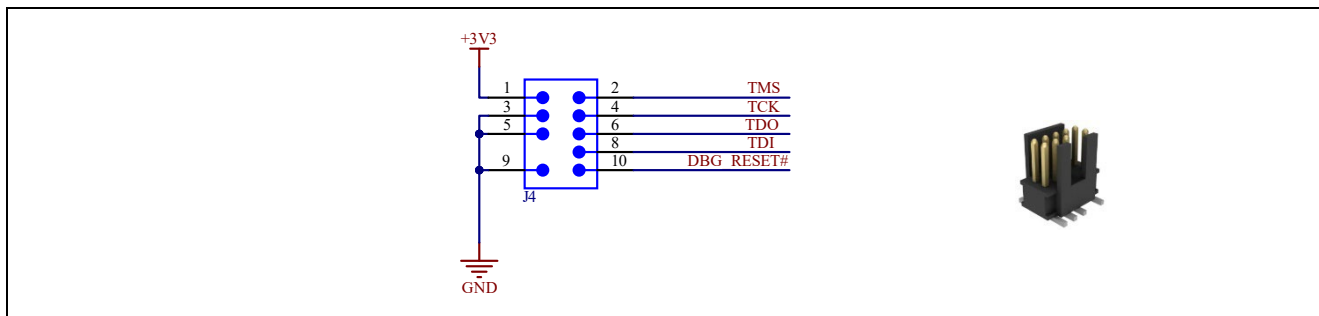 +3V3
1 2 TMS
3 4 TCK
5 6 TDO
8 TDI
9 10 DBG_RESET#
J4
GND